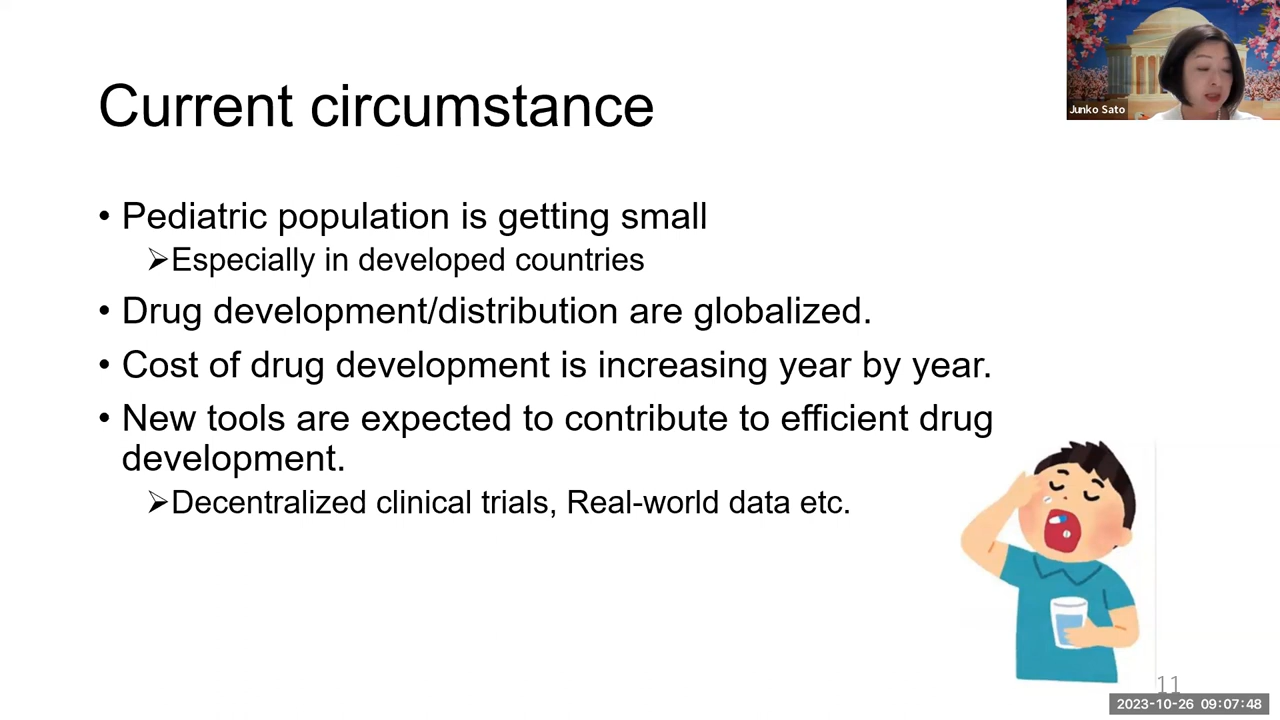 Junko Sato
Current circumstance
• Pediatric population is getting small
➢Especially in developed countries
• Drug development/distribution are globalized.
• Cost of drug development is increasing year by year.
• New tools are expected to contribute to efficient drug
development.
➢Decentralized clinical trials, Real-world data etc.
11
2023-10-26 09:07:48